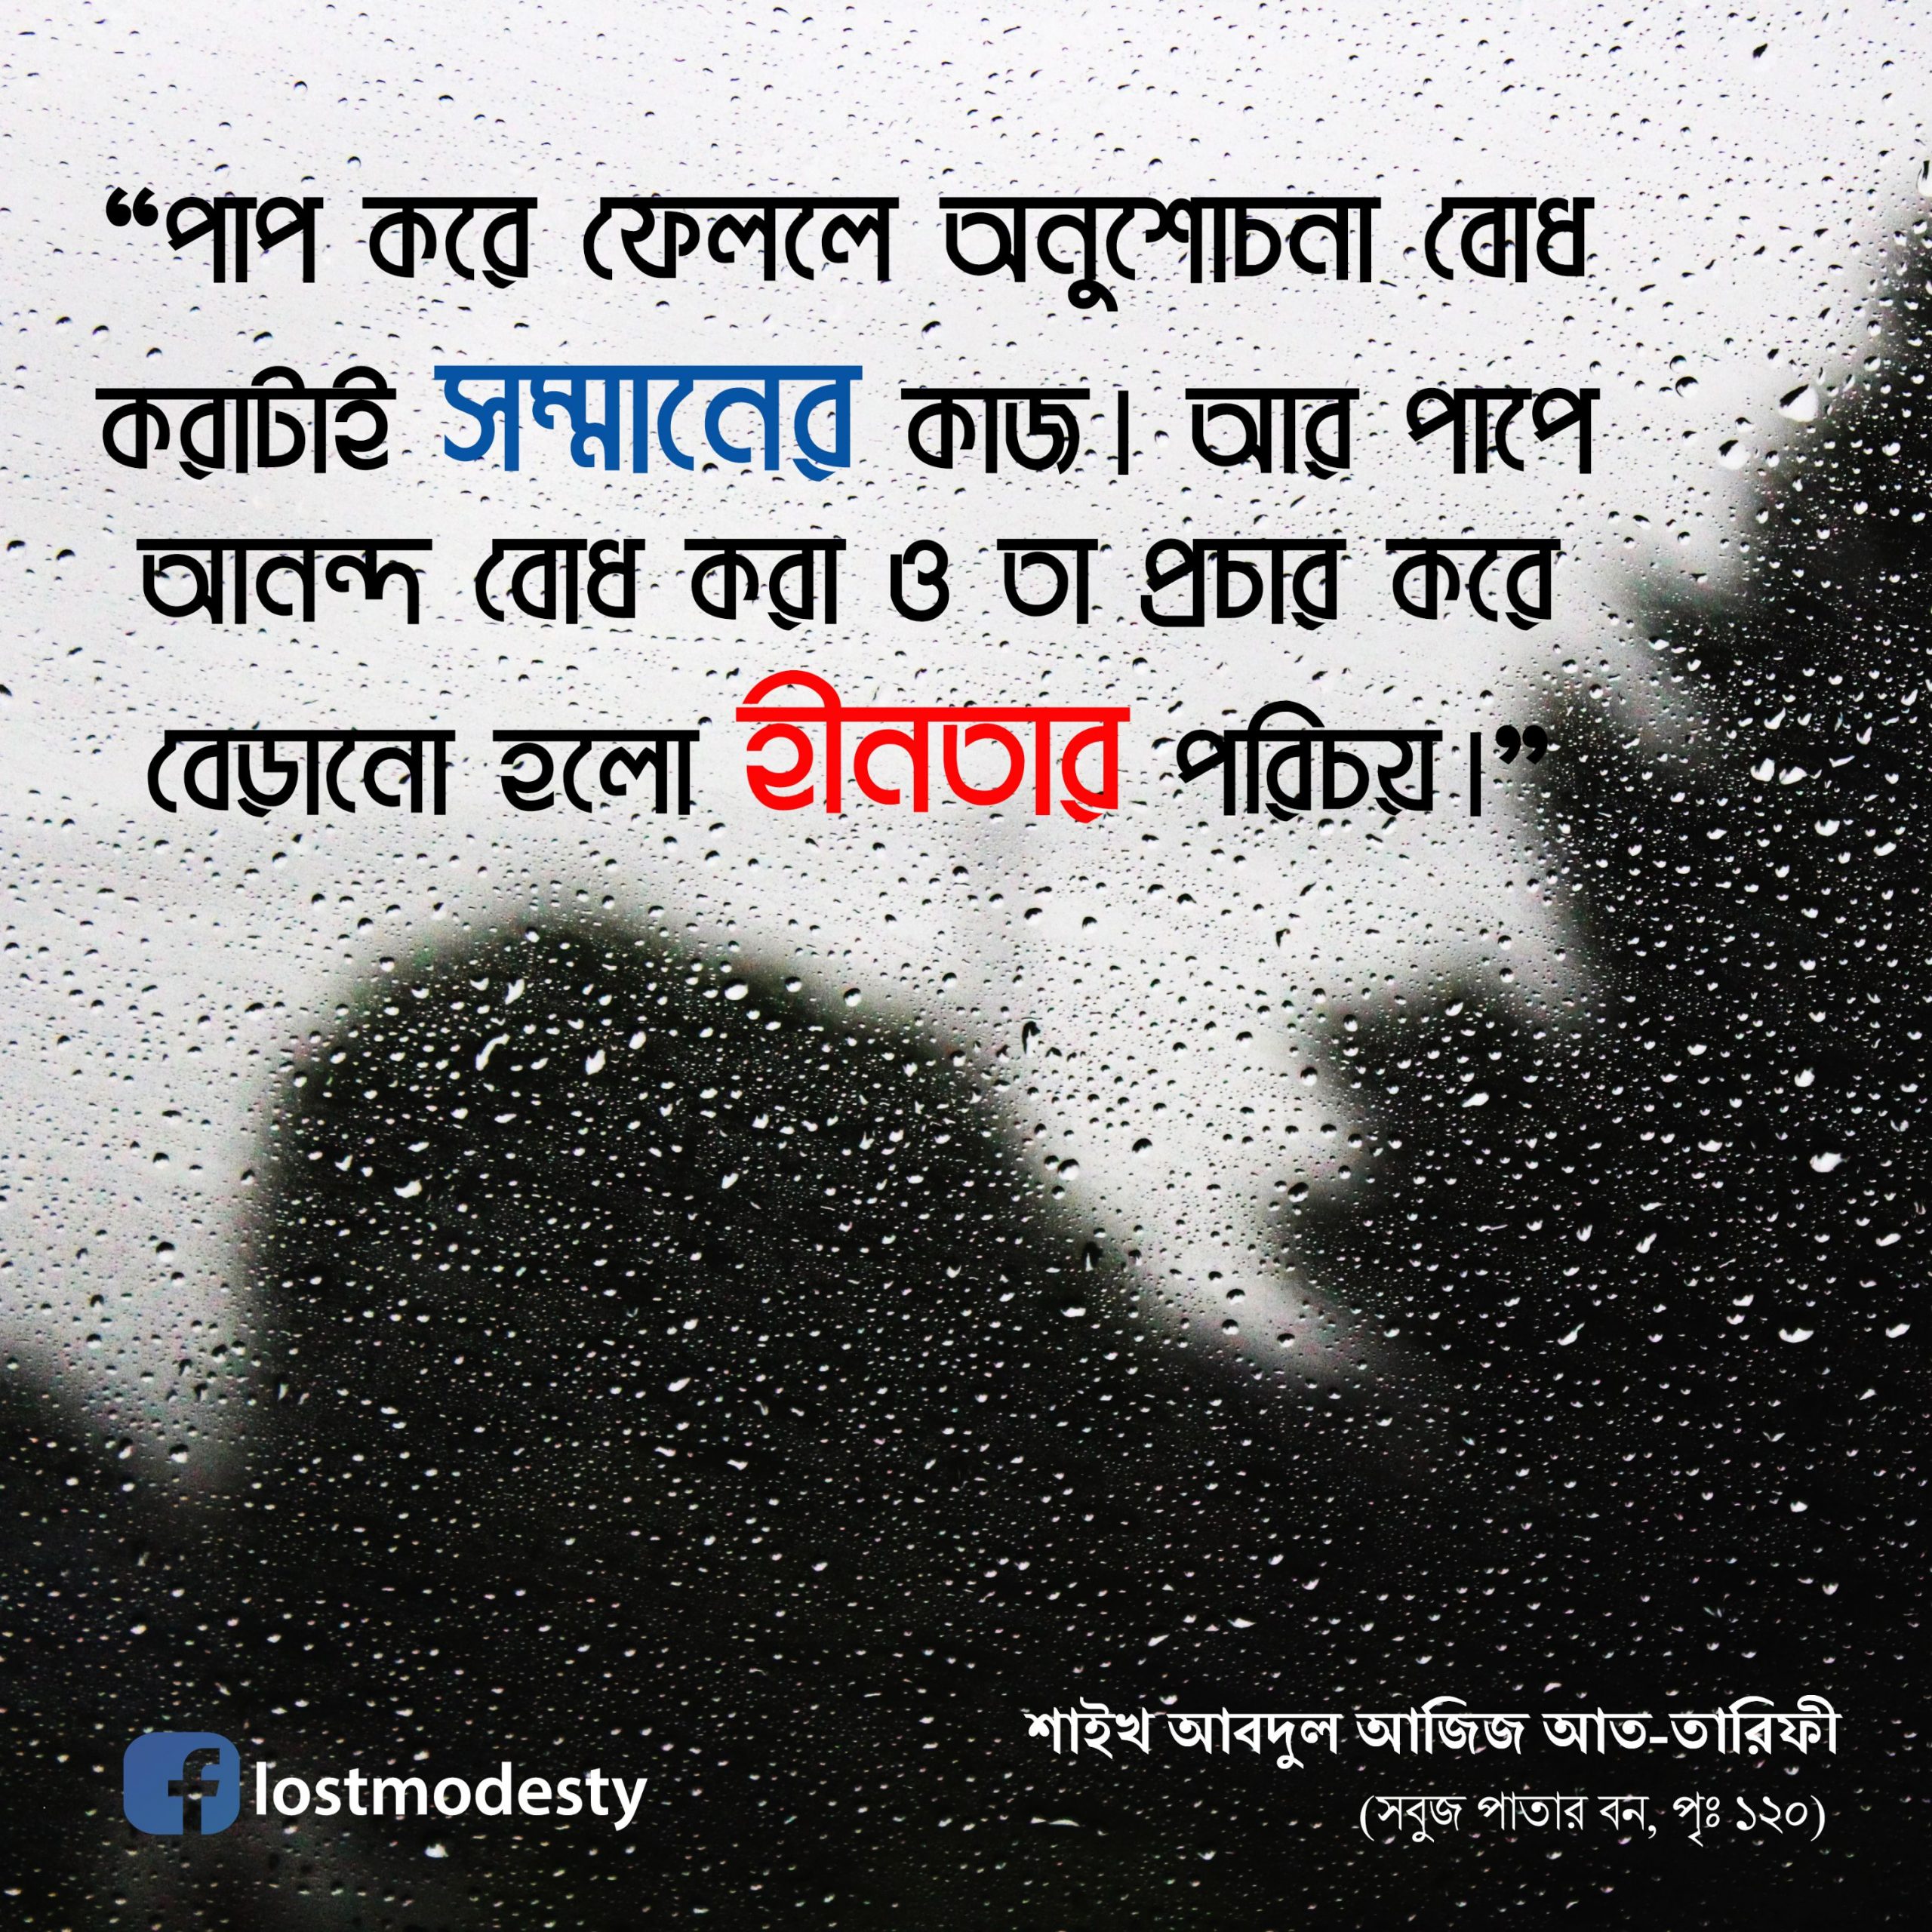 “পাপ করে ফেললে অনুশোচনা বোধ
করাটাই সম্মানের কাজ। আর পাপে
আনন্দ বোধ করা ও তা প্রচার করে
বেড়ানো হলো হীনতার পরিচয়।”
শাইখ আবদুল আজিজ আত-তারিফী
(সবুজ পাতার বন, পৃঃ ১২০)
lostmodesty